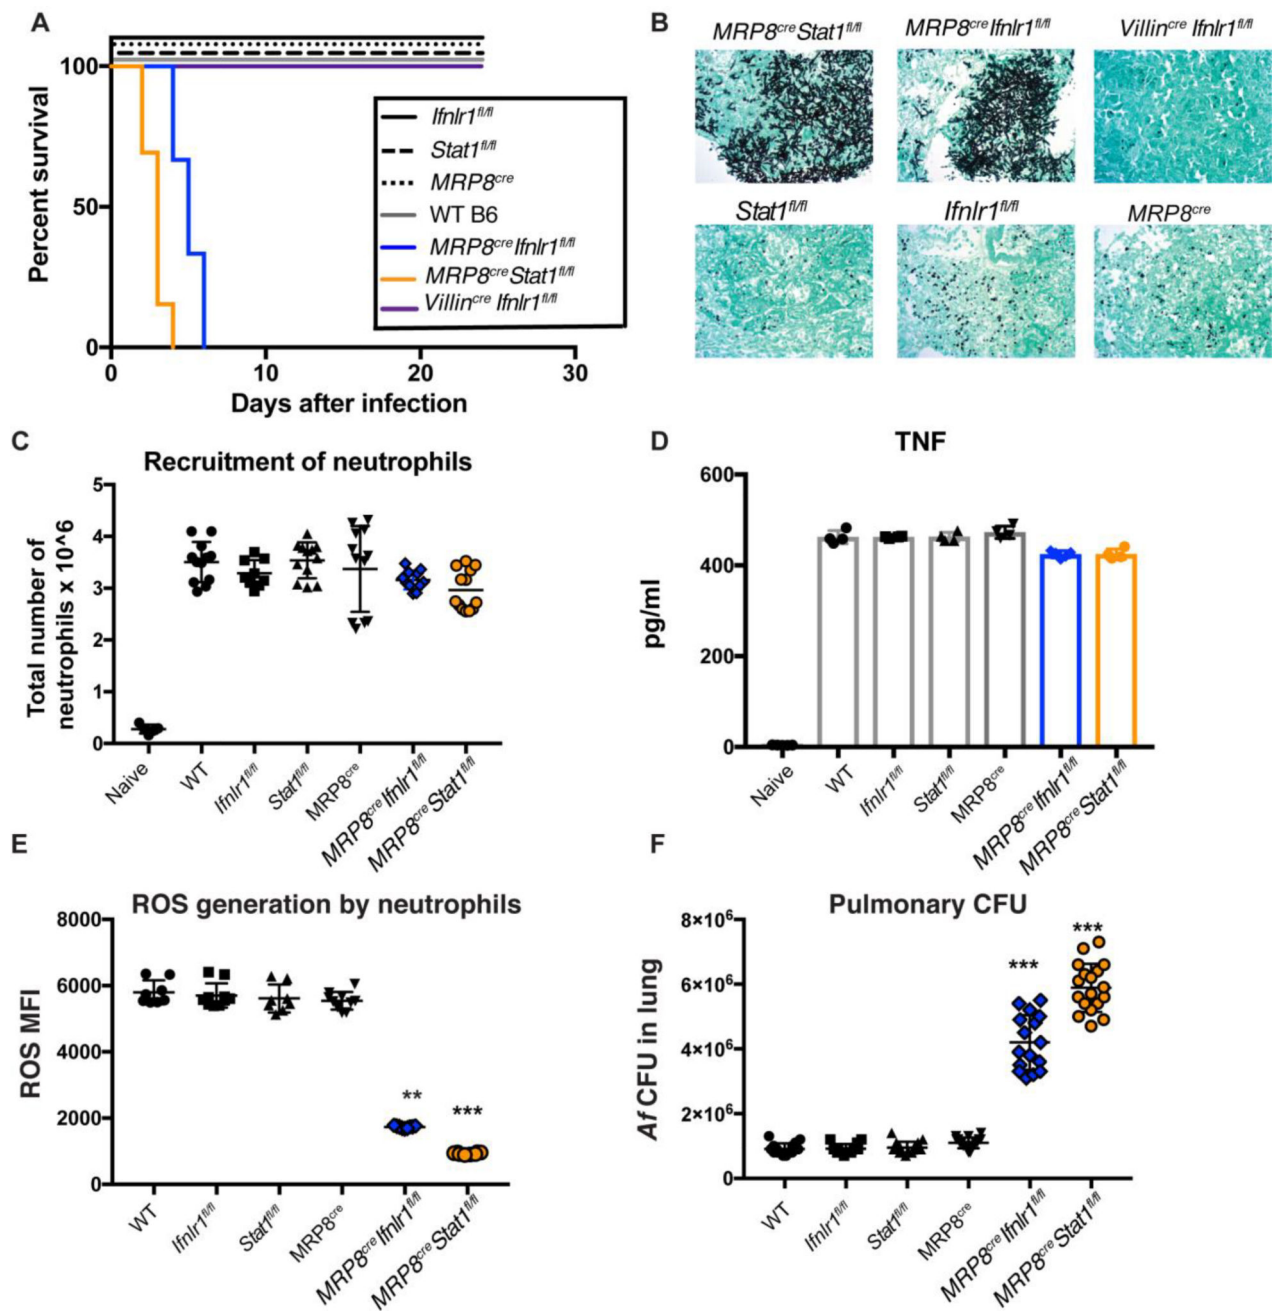 A
Percent survival
100
50
0
0 10 20 30
Days after infection
Ifnlr1fl/fl
Stat1fl/fl
MRP8cre
WT B6
MRP8cre Ifnlr1fl/fl
MRP8cre Stat1fl/fl
Villincre Ifnlr1fl/fl
B
MRP8creStat1fl/fl MRP8creIfnlr1fl/fl Villincre Ifnlr1fl/fl
Stat1fl/fl Ifnlr1fl/fl MRP8cre
C
Recruitment of neutrophils
Total number of
neutrophils x 10^6
5
4
3
2
1
0
Naive WT Ifnlr1fl/fl Stat1fl/fl MRP8cre MRP8cre Ifnlr1fl/fl MRP8cre Stat1fl/fl
D
TNF
pg/ml
600
400
200
0
Naive WT Ifnlr1fl/fl Stat1fl/fl MRP8cre MRP8cre Ifnlr1fl/fl MRP8cre Stat1fl/fl
E
ROS generation by neutrophils
ROS MFI
8000
6000
4000
2000
0
** ***
WT Ifnlr1fl/fl Stat1fl/fl MRP8cre MRP8cre Ifnlr1fl/fl MRP8cre Stat1fl/fl
F
Pulmonary CFU
Af CFU in lung
8×10^6
6×10^6
4×10^6
2×10^6
0
*** ***
WT Ifnlr1fl/fl Stat1fl/fl MRP8cre MRP8cre Ifnlr1fl/fl MRP8cre Stat1fl/fl